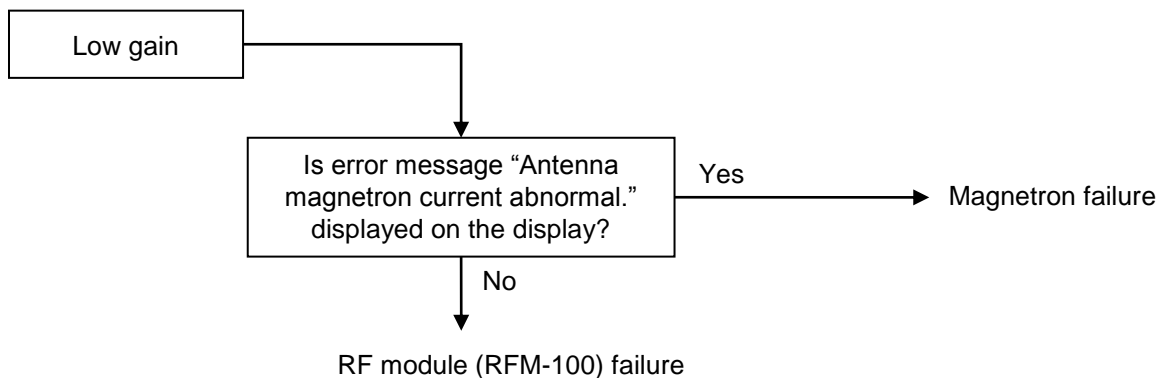 Low gain
Is error message “Antenna
magnetron current abnormal.”
displayed on the display?
Yes
Magnetron failure
No
RF module (RFM-100) failure